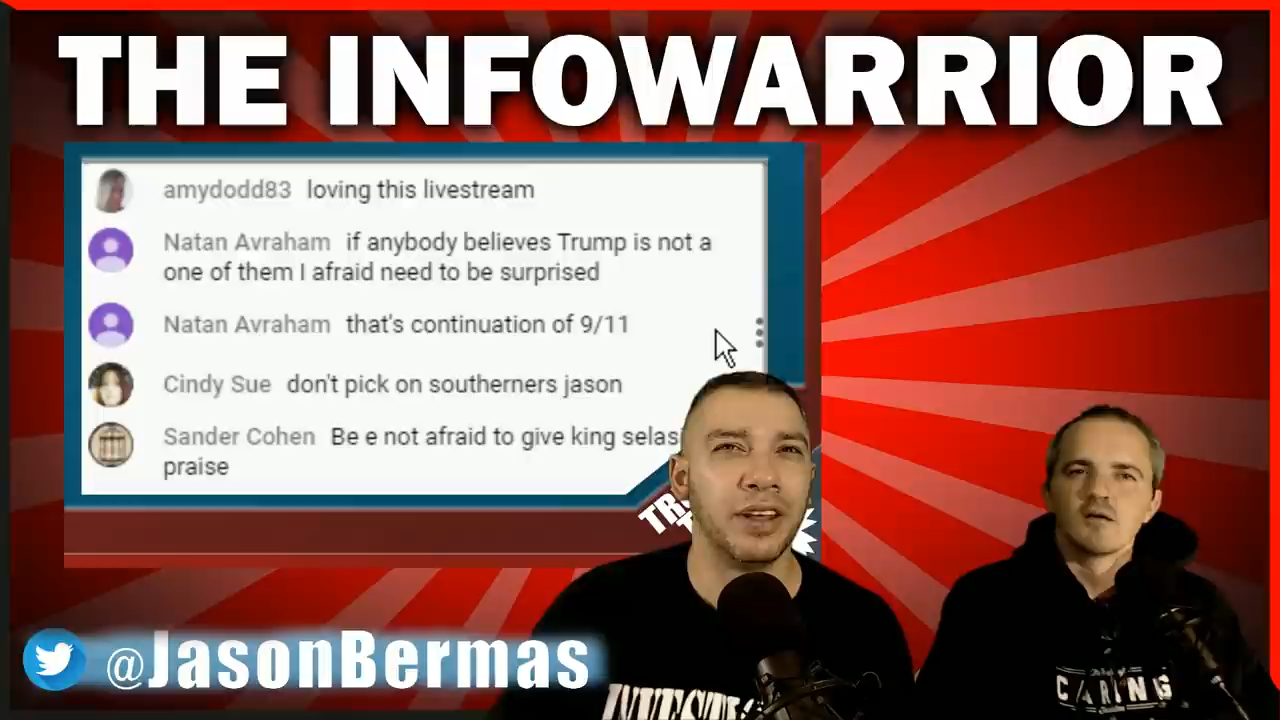 THE INFOWARRIOR
amydodd83 loving this livestream
Natan Avraham if anybody believes Trump is not a
one of them I afraid need to be surprised
Natan Avraham that's continuation of 9/11
Cindy Sue don't pick on southerners jason
Sander Cohen Be e not afraid to give king selas
praise
@JasonBermas
CARING